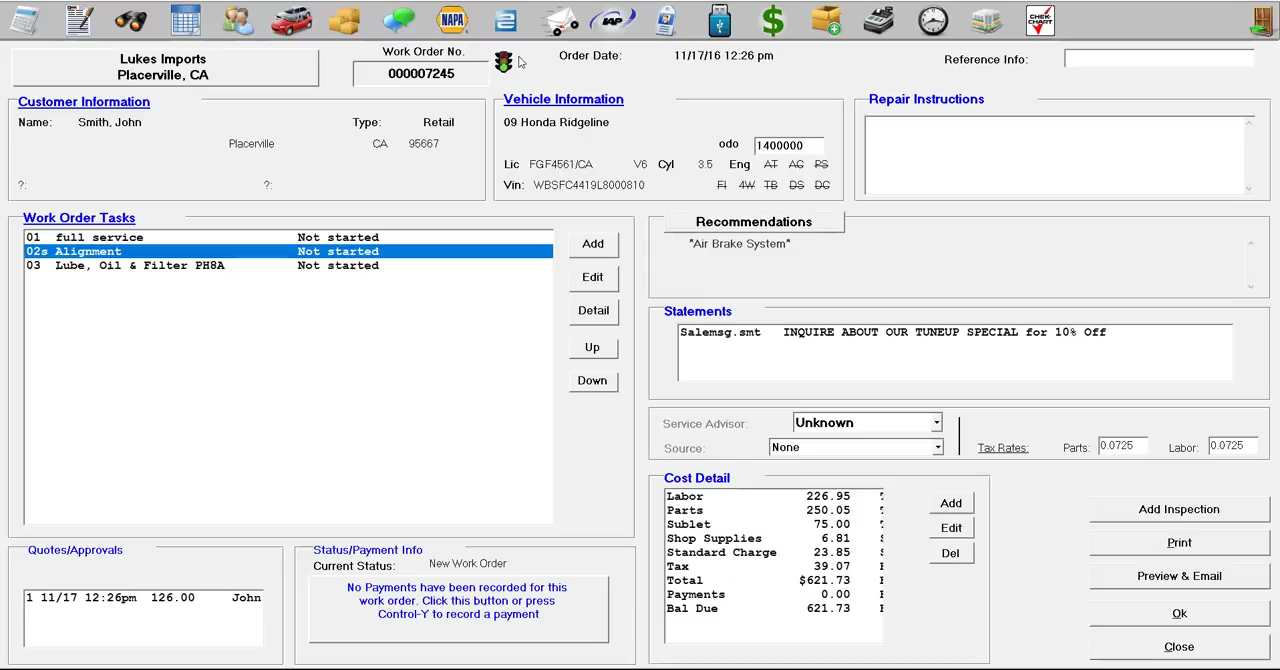 NAPA
IAP
CHEK-
CHART
Lukes Imports
Placerville, CA
Work Order No.
000007245
Order Date: 11/17/16 12:26 pm
Reference Info:
Customer Information
Name: Smith, John Type: Retail
Placerville CA 95667
?: ?:
Vehicle Information
09 Honda Ridgeline
odo 1400000
Lic FGF4561/CA V6 Cyl 3.5 Eng AT AC PS
Vin: WBSFC4419L8000810 FI 4W TB DS DC
Repair Instructions
Work Order Tasks
01 full service Not started
02s Alignment Not started
03 Lube, Oil & Filter PH8A Not started
Add
Edit
Detail
Up
Down
Recommendations
*Air Brake System*
Statements
Salemsg.smt INQUIRE ABOUT OUR TUNEUP SPECIAL for 10% Off
Service Advisor: Unknown
Source: None
Tax Rates: Parts: 0.0725 Labor: 0.0725
Cost Detail
Labor 226.95
Parts 250.05
Sublet 75.00
Shop Supplies 6.81
Standard Charge 23.85
Tax 39.07
Total $621.73
Payments 0.00
Bal Due 621.73
Add
Edit
Del
Add Inspection
Print
Preview & Email
Ok
Close
Quotes/Approvals
1 11/17 12:26pm 126.00 John
Status/Payment Info
Current Status: New Work Order
No Payments have been recorded for this
work order. Click this button or press
Control-Y to record a payment